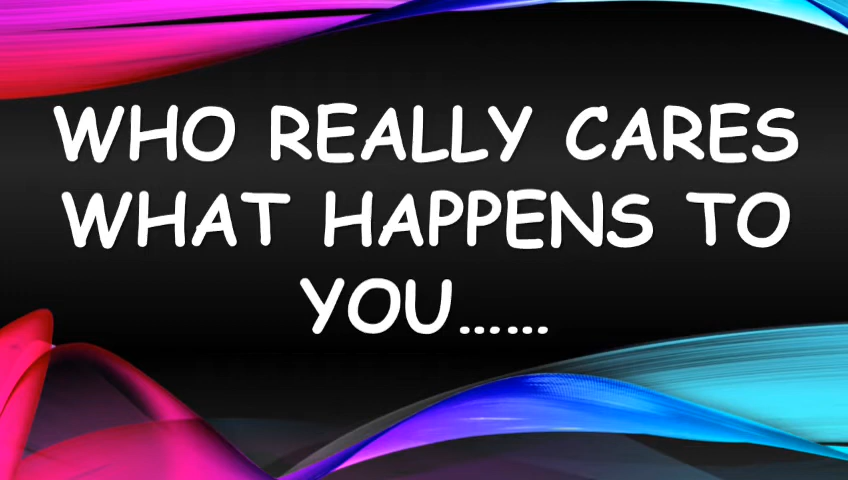 WHO REALLY CARES
WHAT HAPPENS TO
YOU......